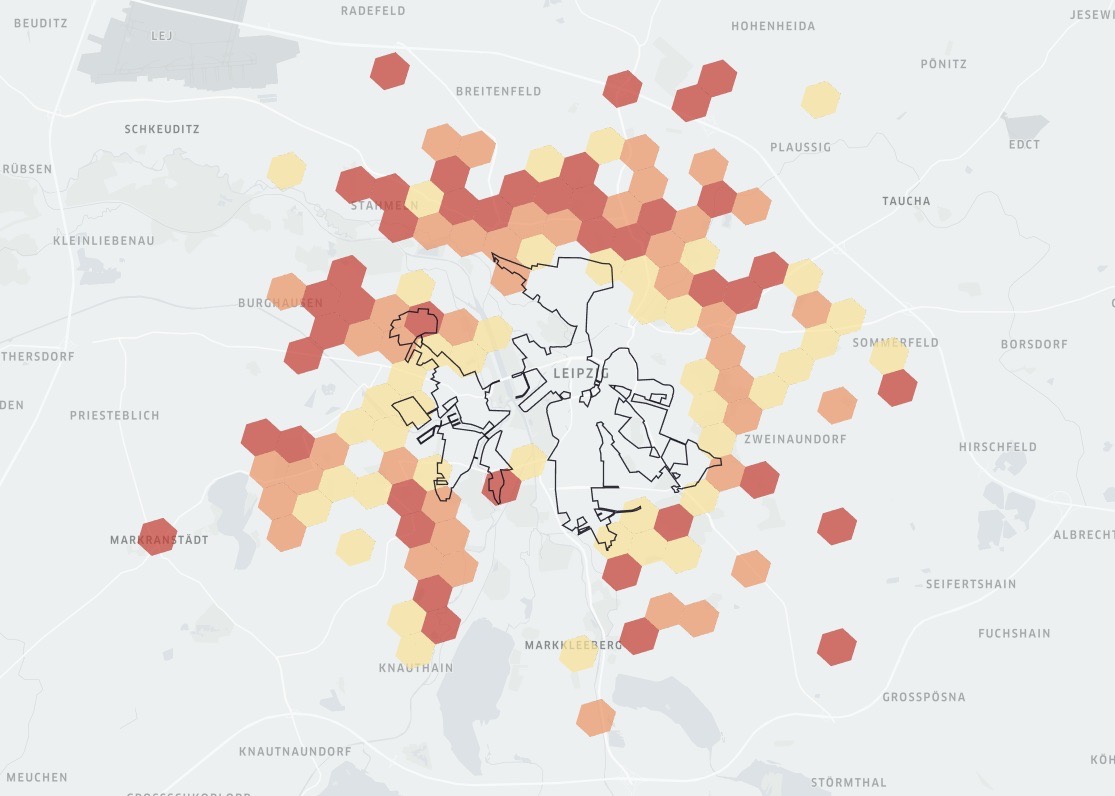 RADEFELD
JESEWI
BEUDITZ
HOHENHEIDA
LEJ
PÖNITZ
BREITENFELD
SCHKEUDITZ
EDCT
PLAUSSIG
RÜBSEN
TAUCHA
STAHMELN
KLEINLIEBENAU
BURGHAUSEN
SOMMERFELD
BORSDORF
THERSDORF
LEIPZIG
DEN
PRIESTEBLICH
ZWEINAUNDORF
HIRSCHFELD
ALBRECHT
MARKRANSTÄDT
SEIFERTSHAIN
FUCHSHAIN
MARKKLEEBERG
KNAUTHAIN
GROSSPÖSNA
KNAUTNAUNDORF
KÖH
MEUCHEN
STÖRMTHAL